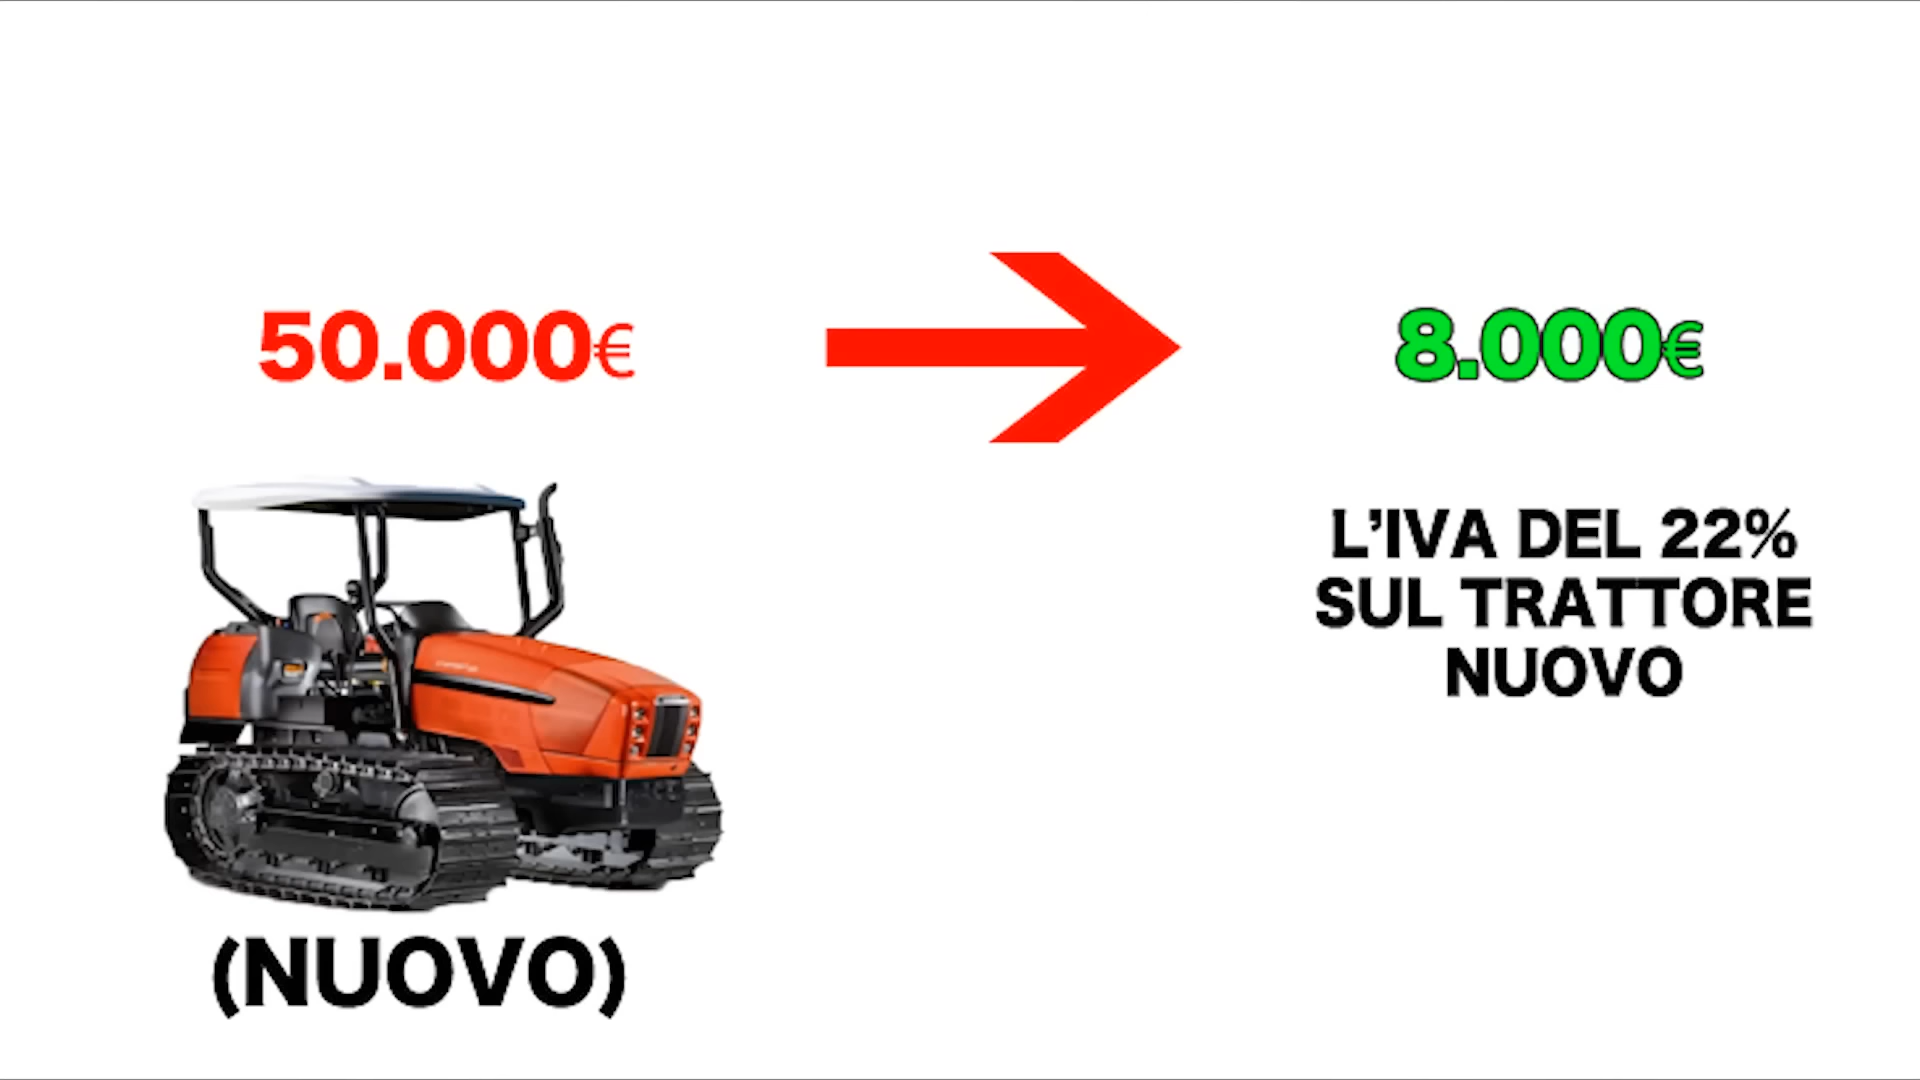 50.000€
8.000€
L'IVA DEL 22%
SUL TRATTORE
NUOVO
(NUOVO)